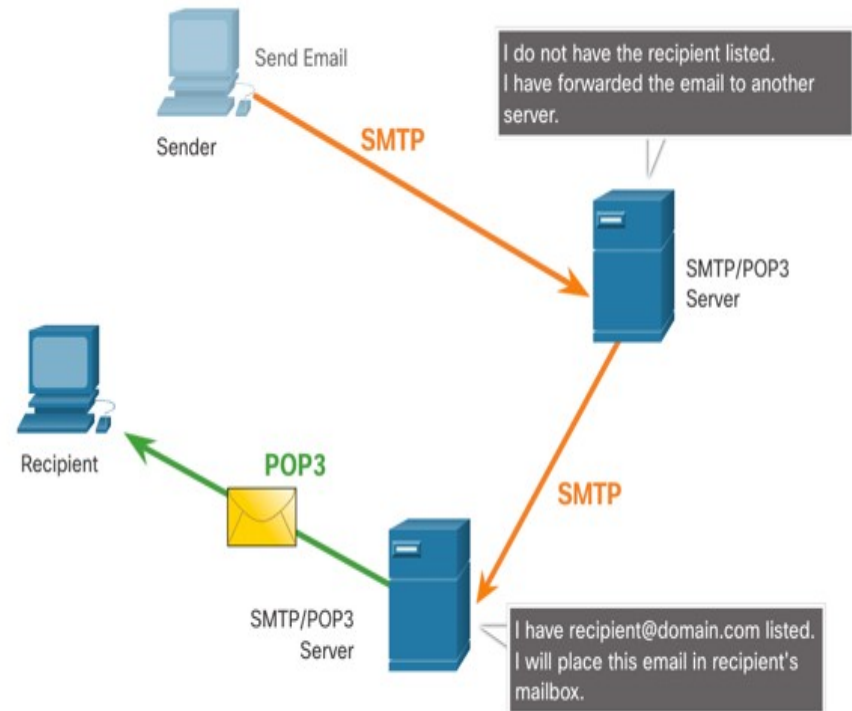 Send Email
I do not have the recipient listed.
I have forwarded the email to another
server.
SMTP
Sender
SMTP/POP3
Server
Recipient
POP3
SMTP
SMTP/POP3
Server
I have recipient@domain.com listed.
I will place this email in recipient's
mailbox.